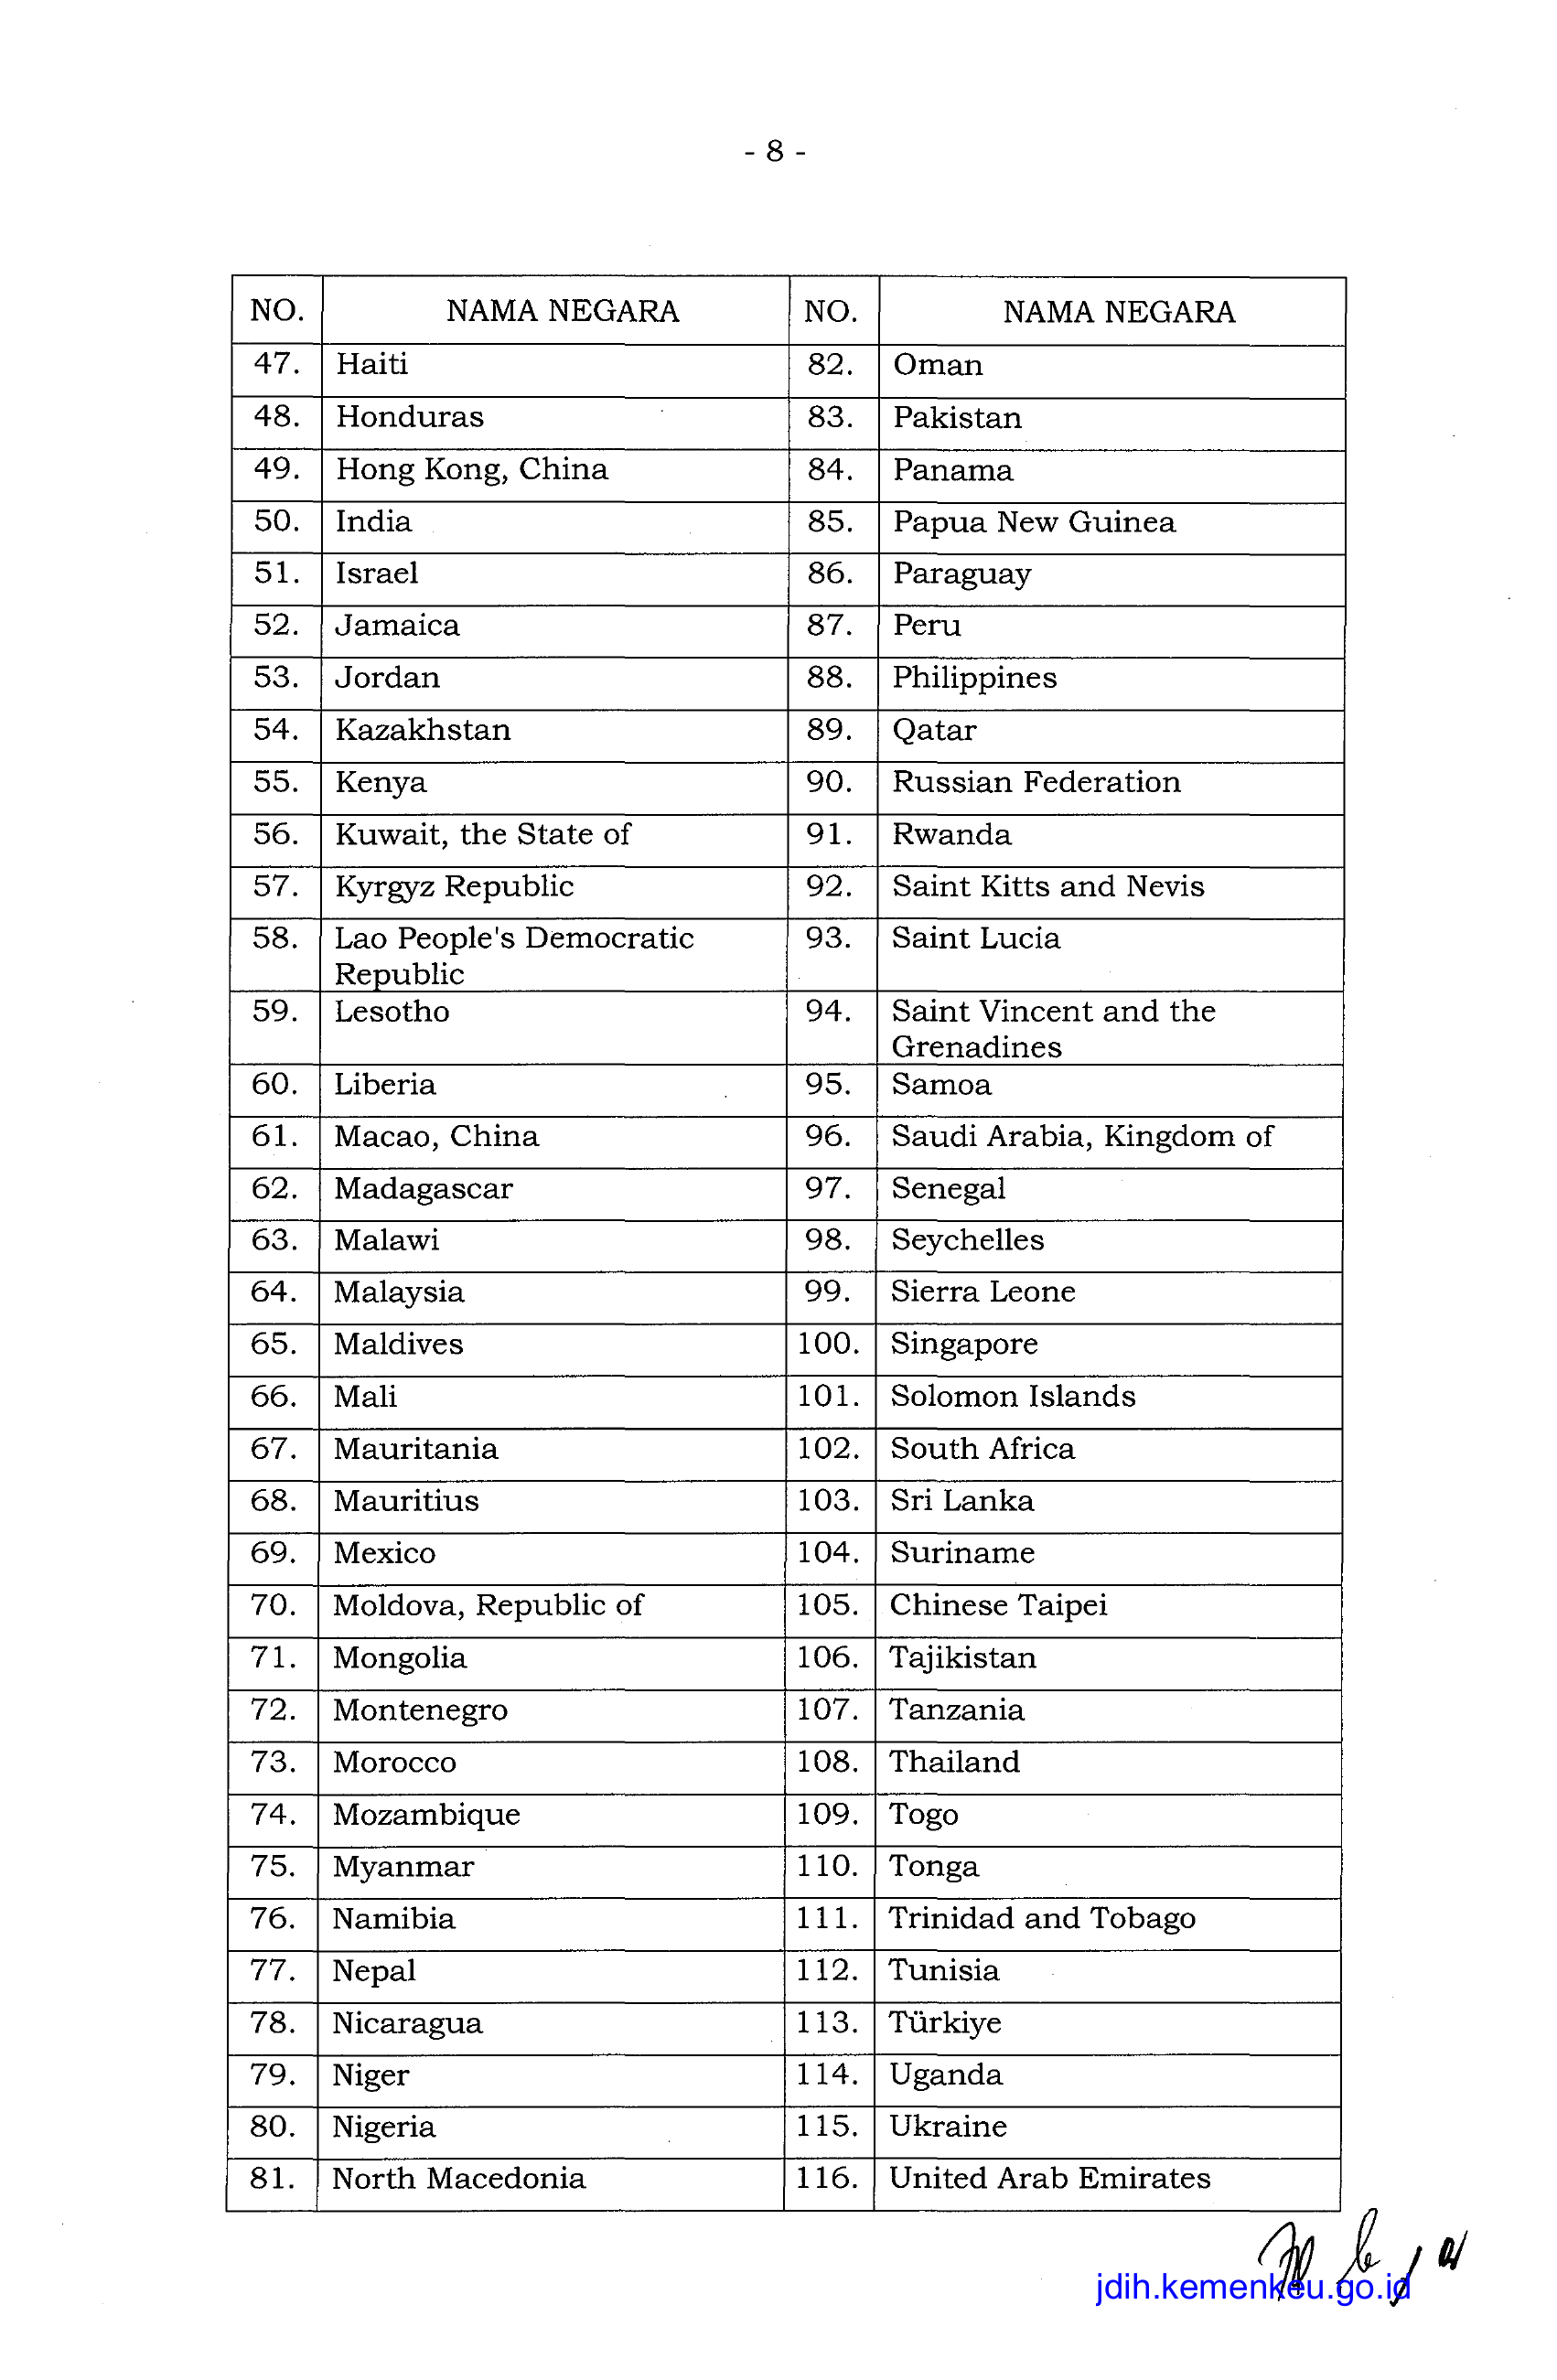 - 8 -
NO. NAMA NEGARA NO. NAMA NEGARA
47. Haiti 82. Oman
48. Honduras 83. Pakistan
49. Hong Kong, China 84. Panama
50. India 85. Papua New Guinea
51. Israel 86. Paraguay
52. Jamaica 87. Peru
53. Jordan 88. Philippines
54. Kazakhstan 89. Qatar
55. Kenya 90. Russian Federation
56. Kuwait, the State of 91. Rwanda
57. Kyrgyz Republic 92. Saint Kitts and Nevis
58. Lao People's Democratic 93. Saint Lucia
Republic
59. Lesotho 94. Saint Vincent and the
Grenadines
60. Liberia 95. Samoa
61. Macao, China 96. Saudi Arabia, Kingdom of
62. Madagascar 97. Senegal
63. Malawi 98. Seychelles
64. Malaysia 99. Sierra Leone
65. Maldives 100. Singapore
66. Mali 101. Solomon Islands
67. Mauritania 102. South Africa
68. Mauritius 103. Sri Lanka
69. Mexico 104. Suriname
70. Moldova, Republic of 105. Chinese Taipei
71. Mongolia 106. Tajikistan
72. Montenegro 107. Tanzania
73. Morocco 108. Thailand
74. Mozambique 109. Togo
75. Myanmar 110. Tonga
76. Namibia 111. Trinidad and Tobago
77. Nepal 112. Tunisia
78. Nicaragua 113. Türkiye
79. Niger 114. Uganda
80. Nigeria 115. Ukraine
81. North Macedonia 116. United Arab Emirates
jdih.kemenkeu.go.id